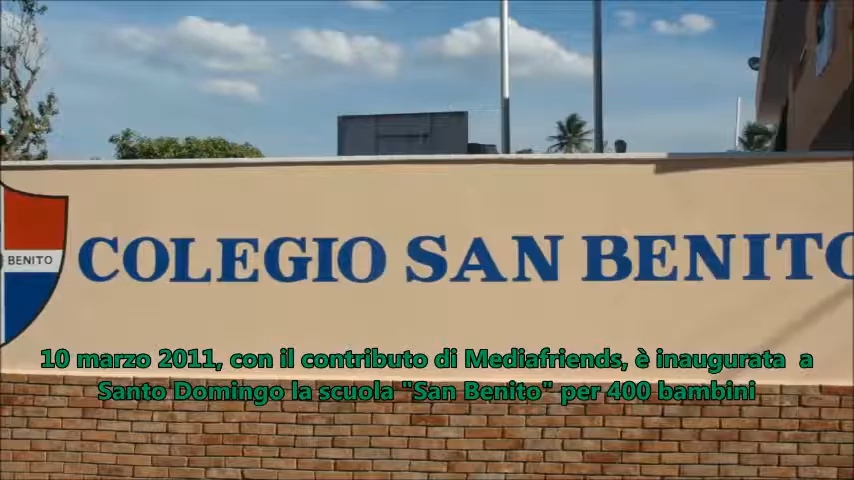 COLEGIO SAN BENITO
BENITO
10 marzo 2011, con il contributo di Mediafriends, è inaugurata a
Santo Domingo la scuola "San Benito" per 400 bambini